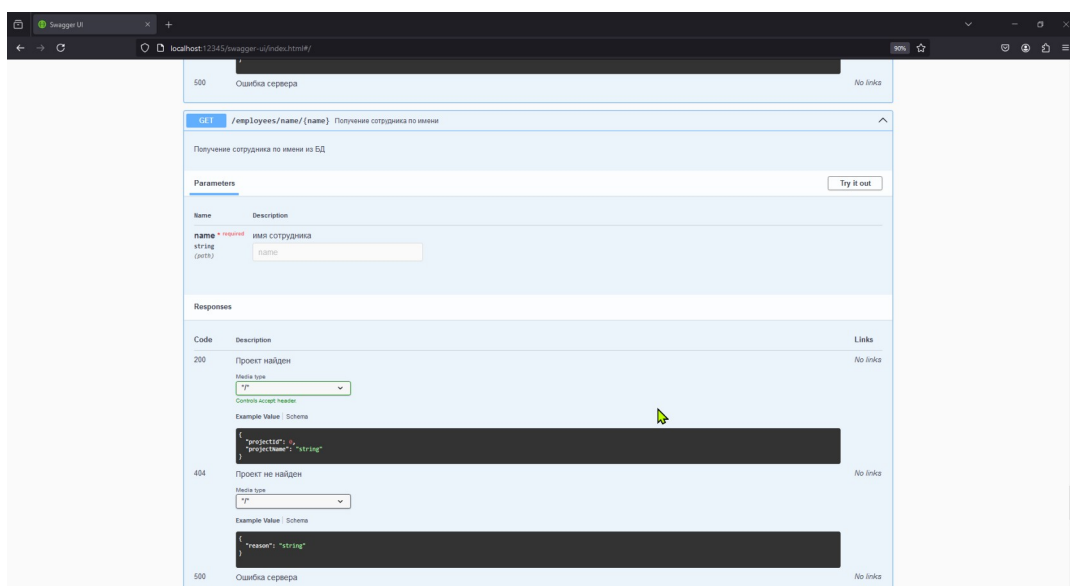 Swagger UI
localhost:12345/swagger-ui/index.html#/
90%
}
500 Ошибка сервера No links
GET /employees/name/{name} Получение сотрудника по имени
Получение сотрудника по имени из БД
Parameters Try it out
Name Description
name * required имя сотрудника
string
(path)
name
Responses
Code Description Links
200 Проект найден No links
Media type
*/*
Controls Accept header.
Example Value | Schema
{
"projectId": 0,
"projectName": "string"
}
404 Проект не найден No links
Media type
*/*
Example Value | Schema
{
"reason": "string"
}
500 Ошибка сервера No links